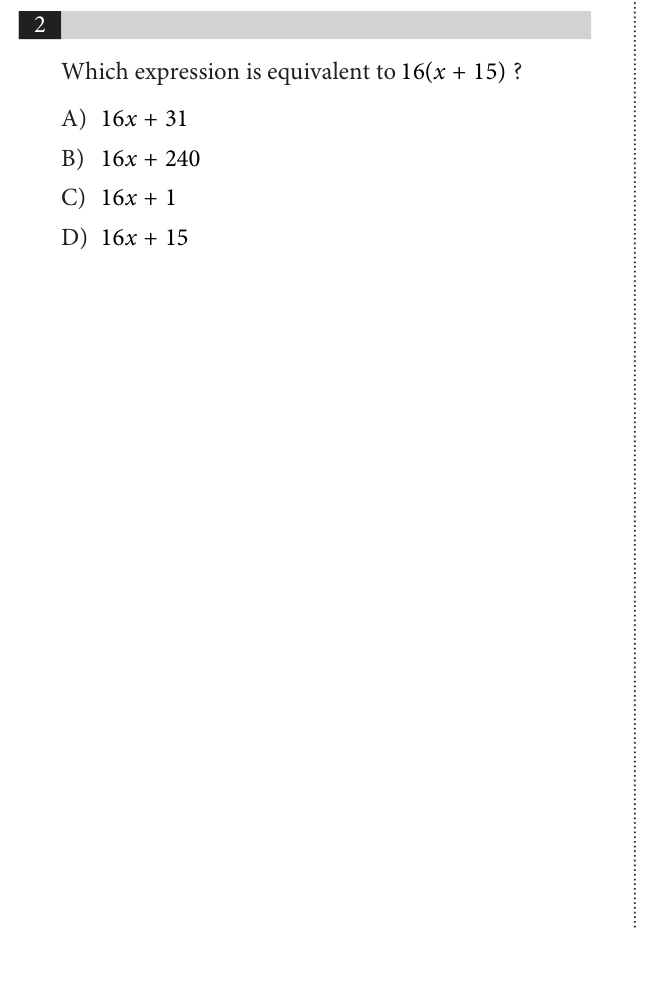 2
Which expression is equivalent to 16(x + 15) ?
A) 16x + 31
B) 16x + 240
C) 16x + 1
D) 16x + 15